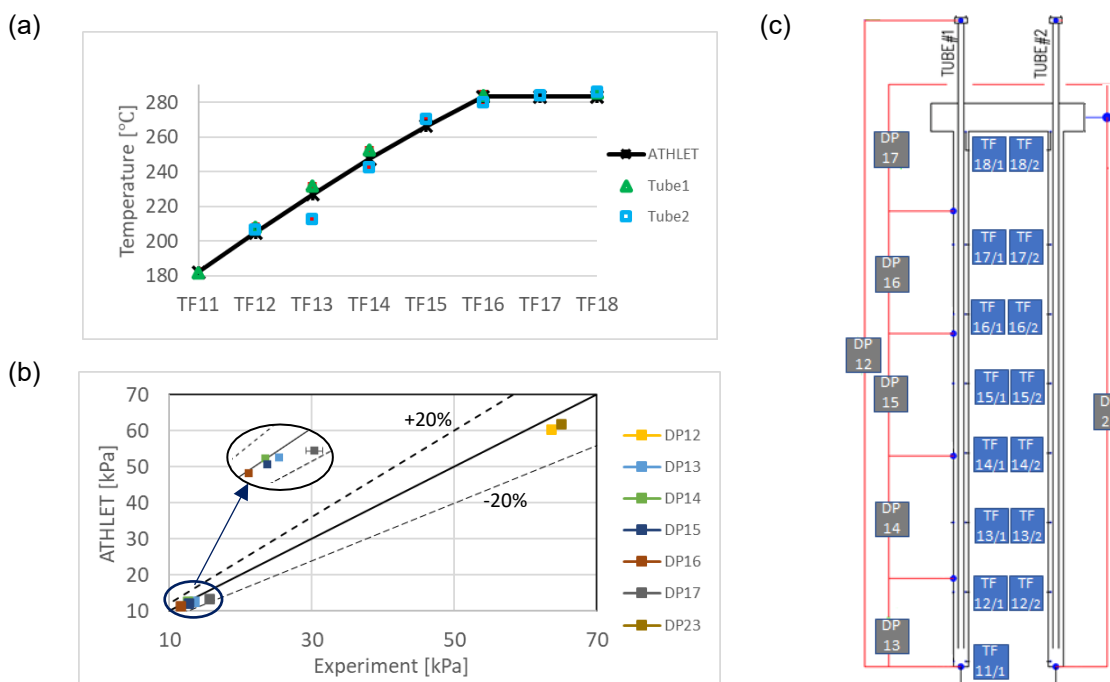 (a)
Temperature [°C]
280
260
240
220
200
180
TF11 TF12 TF13 TF14 TF15 TF16 TF17 TF18
ATHLET
Tube1
Tube2
(b)
ATHLET [kPa]
70
60
50
40
30
20
10
+20%
-20%
10 30 50 70
Experiment [kPa]
DP12
DP13
DP14
DP15
DP16
DP17
DP23
(c)
TUBE#1
TUBE#2
DP
17
TF
18/1
TF
18/2
TF
17/1
TF
17/2
DP
16
TF
16/1
TF
16/2
DP
12
DP
15
TF
15/1
TF
15/2
D
2
TF
14/1
TF
14/2
DP
14
TF
13/1
TF
13/2
TF
12/1
TF
12/2
DP
13
TF
11/1